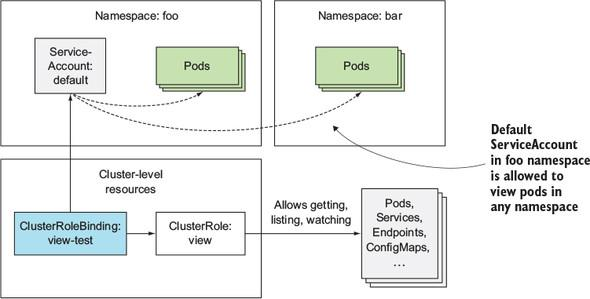 Namespace: foo
Service-
Account:
default
Pods
Namespace: bar
Pods
Default
ServiceAccount
in foo namespace
is allowed to
view pods in
any namespace
Cluster-level
resources
ClusterRoleBinding:
view-test
ClusterRole:
view
Allows getting,
listing, watching
Pods,
Services,
Endpoints,
ConfigMaps,
…